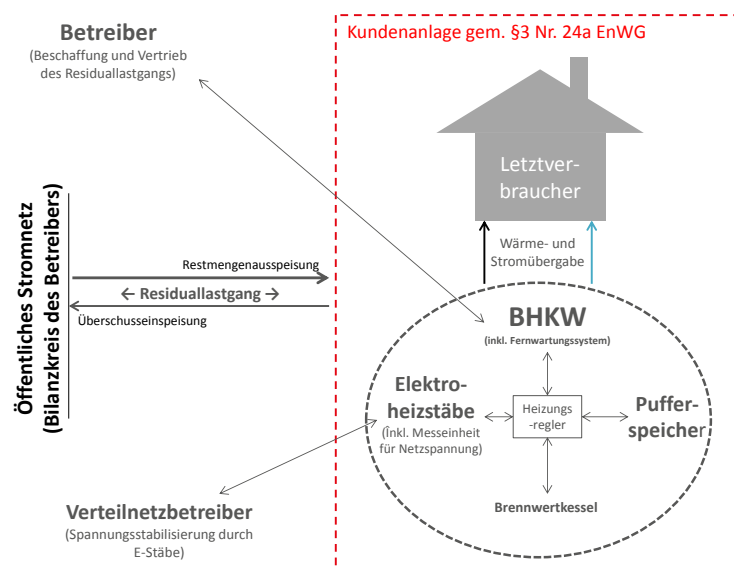 Betreiber
(Beschaffung und Vertrieb
des Residuallastgangs)
Kundenanlage gem. §3 Nr. 24a EnWG
Letztver-
braucher
Wärme- und
Stromübergabe
Öffentliches Stromnetz
(Bilanzkreis des Betreibers)
Restmengenausspeisung
← Residuallastgang →
Überschusseinspeisung
BHKW
(inkl. Fernwartungssystem)
Elektro-
heizstäbe
(Inkl. Messeinheit
für Netzspannung)
Heizungs
-regler
Puffer-
speicher
Brennwertkessel
Verteilnetzbetreiber
(Spannungsstabilisierung durch
E-Stäbe)